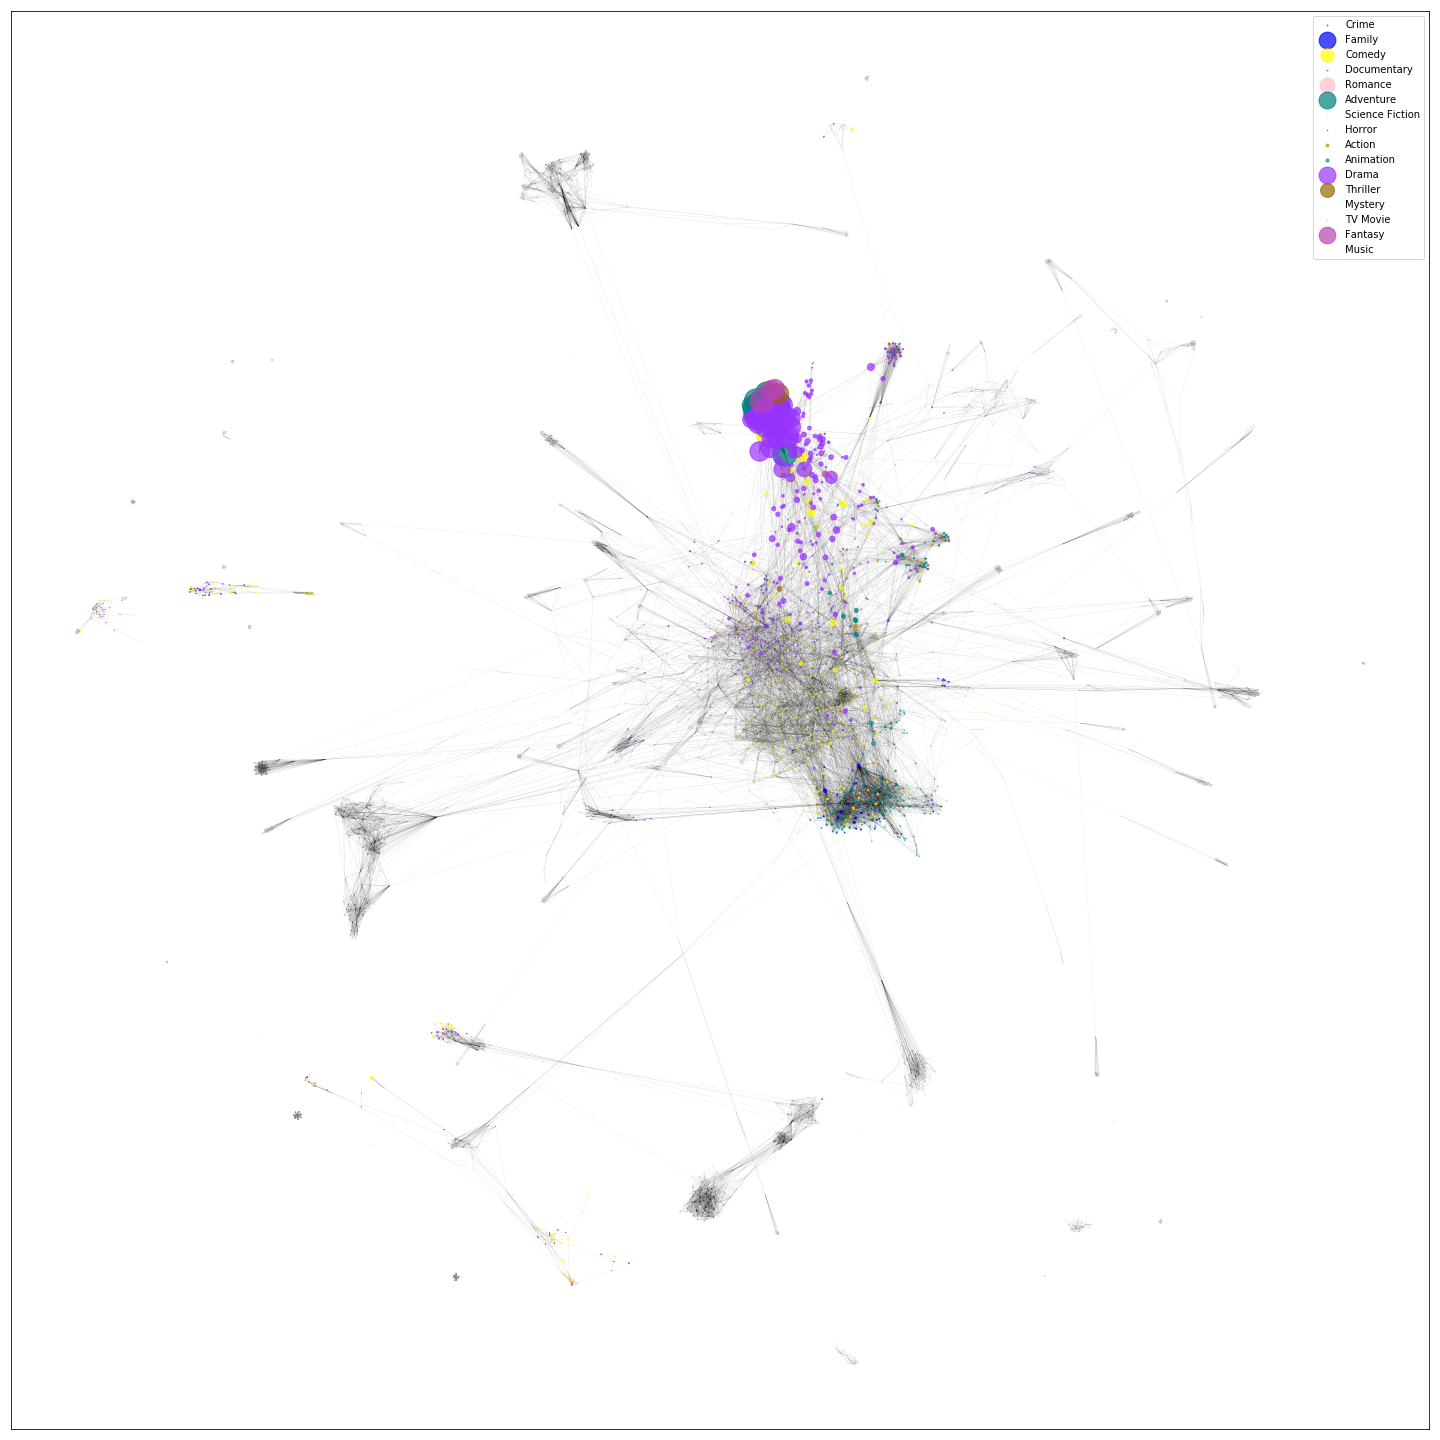 Crime
Family
Comedy
Documentary
Romance
Adventure
Science Fiction
Horror
Action
Animation
Drama
Thriller
Mystery
TV Movie
Fantasy
Music